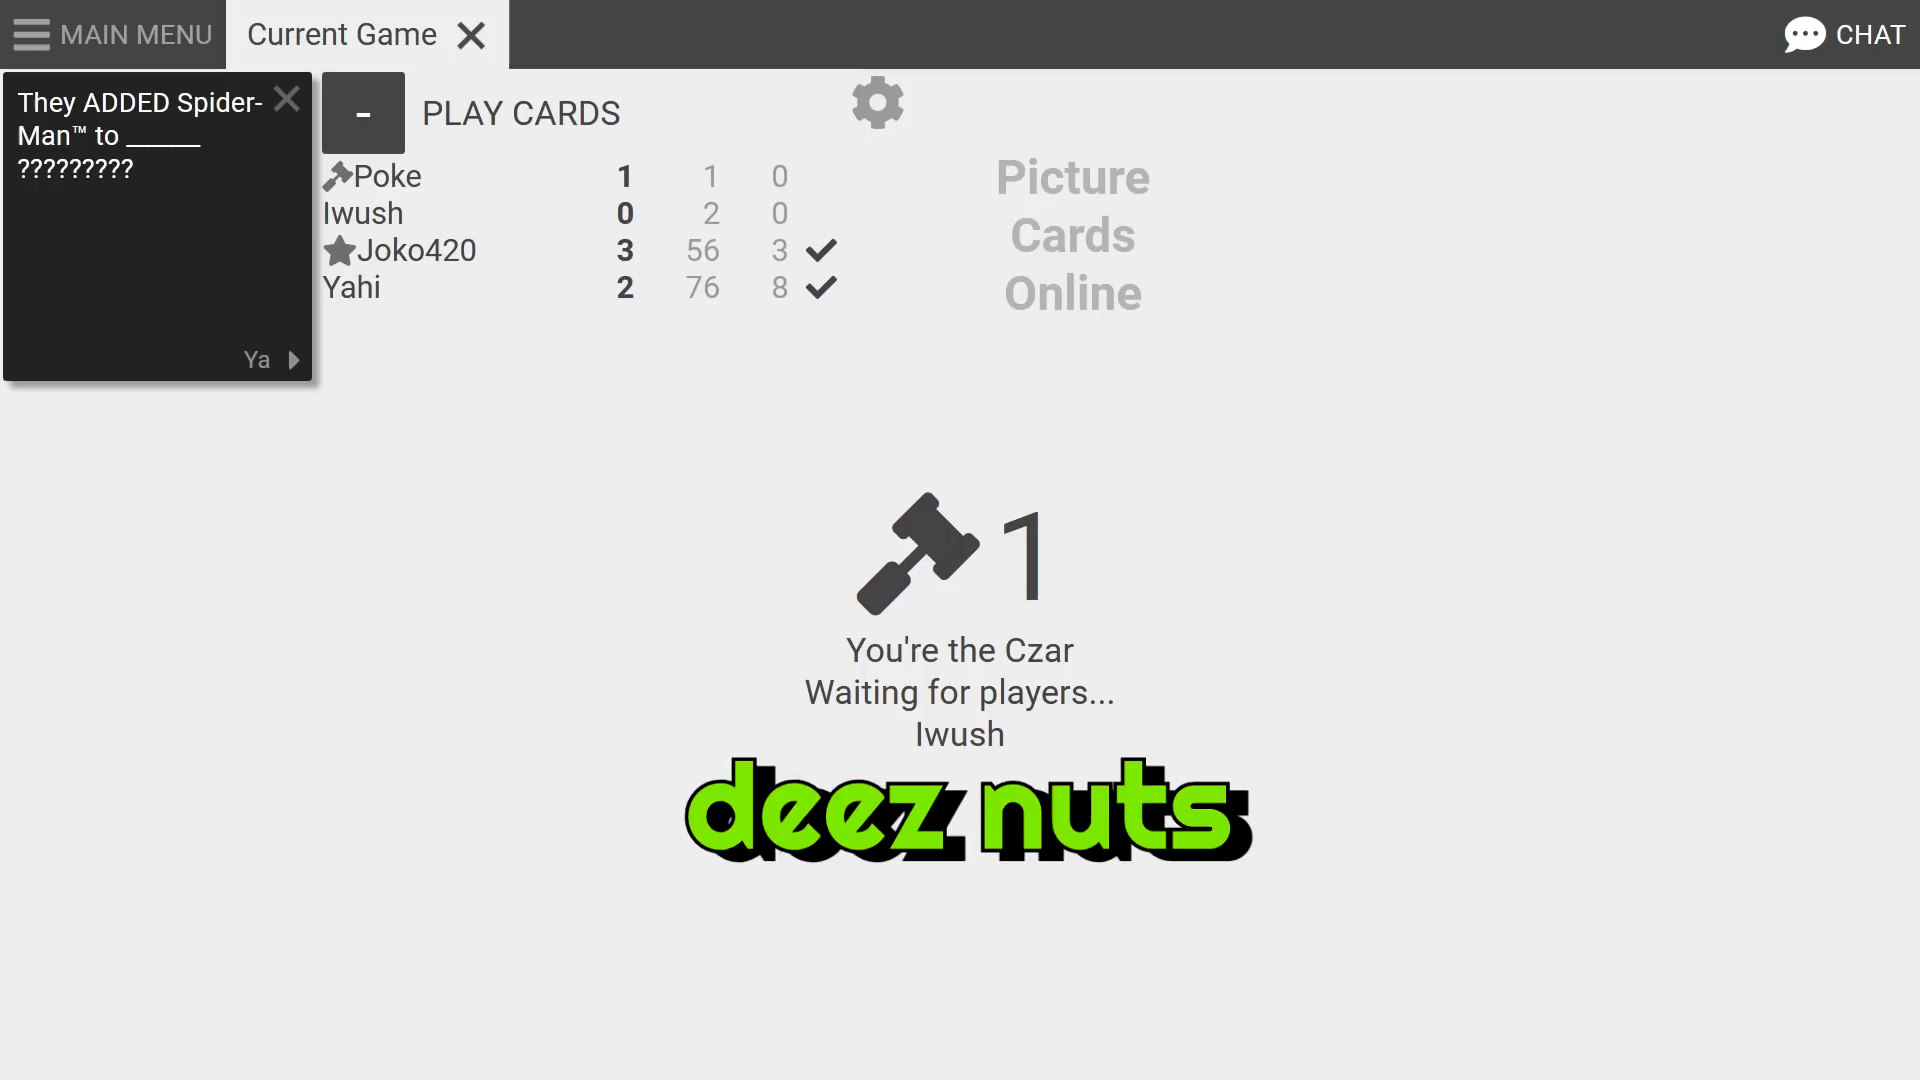 MAIN MENU
Current Game
CHAT
They ADDED Spider-
Man™ to ______
?????????
Ya
-
PLAY CARDS
Poke 1 1 0
Iwush 0 2 0
Joko420 3 56 3
Yahi 2 76 8
Picture
Cards
Online
1
You're the Czar
Waiting for players...
Iwush
deez nuts